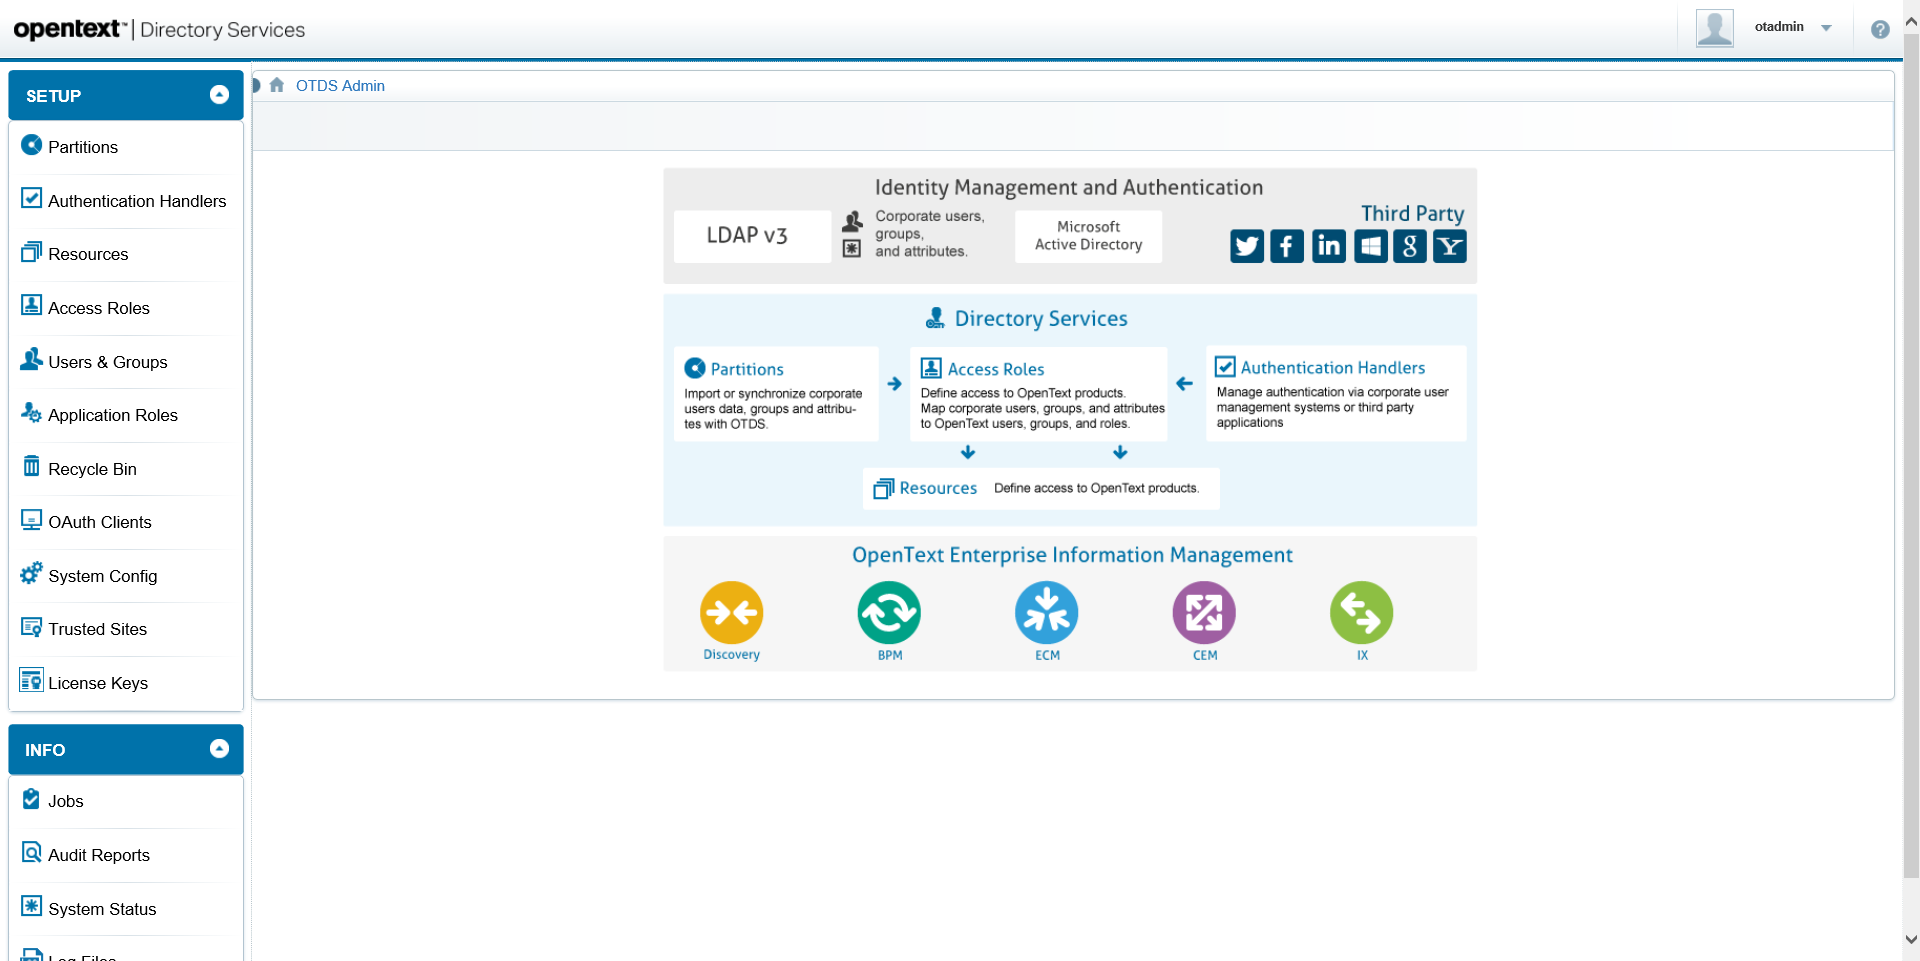 opentext™ | Directory Services
otadmin
?
SETUP
Partitions
Authentication Handlers
Resources
Access Roles
Users & Groups
Application Roles
Recycle Bin
OAuth Clients
System Config
Trusted Sites
License Keys
INFO
Jobs
Audit Reports
System Status
Log Files
OTDS Admin
Identity Management and Authentication
LDAP v3
Corporate users,
groups,
and attributes.
Microsoft
Active Directory
Third Party
Directory Services
Partitions
Import or synchronize corporate
users data, groups and attribu-
tes with OTDS.
Access Roles
Define access to OpenText products.
Map corporate users, groups, and attributes
to OpenText users, groups, and roles.
Authentication Handlers
Manage authentication via corporate user
management systems or third party
applications
Resources Define access to OpenText products.
OpenText Enterprise Information Management
Discovery
BPM
ECM
CEM
IX